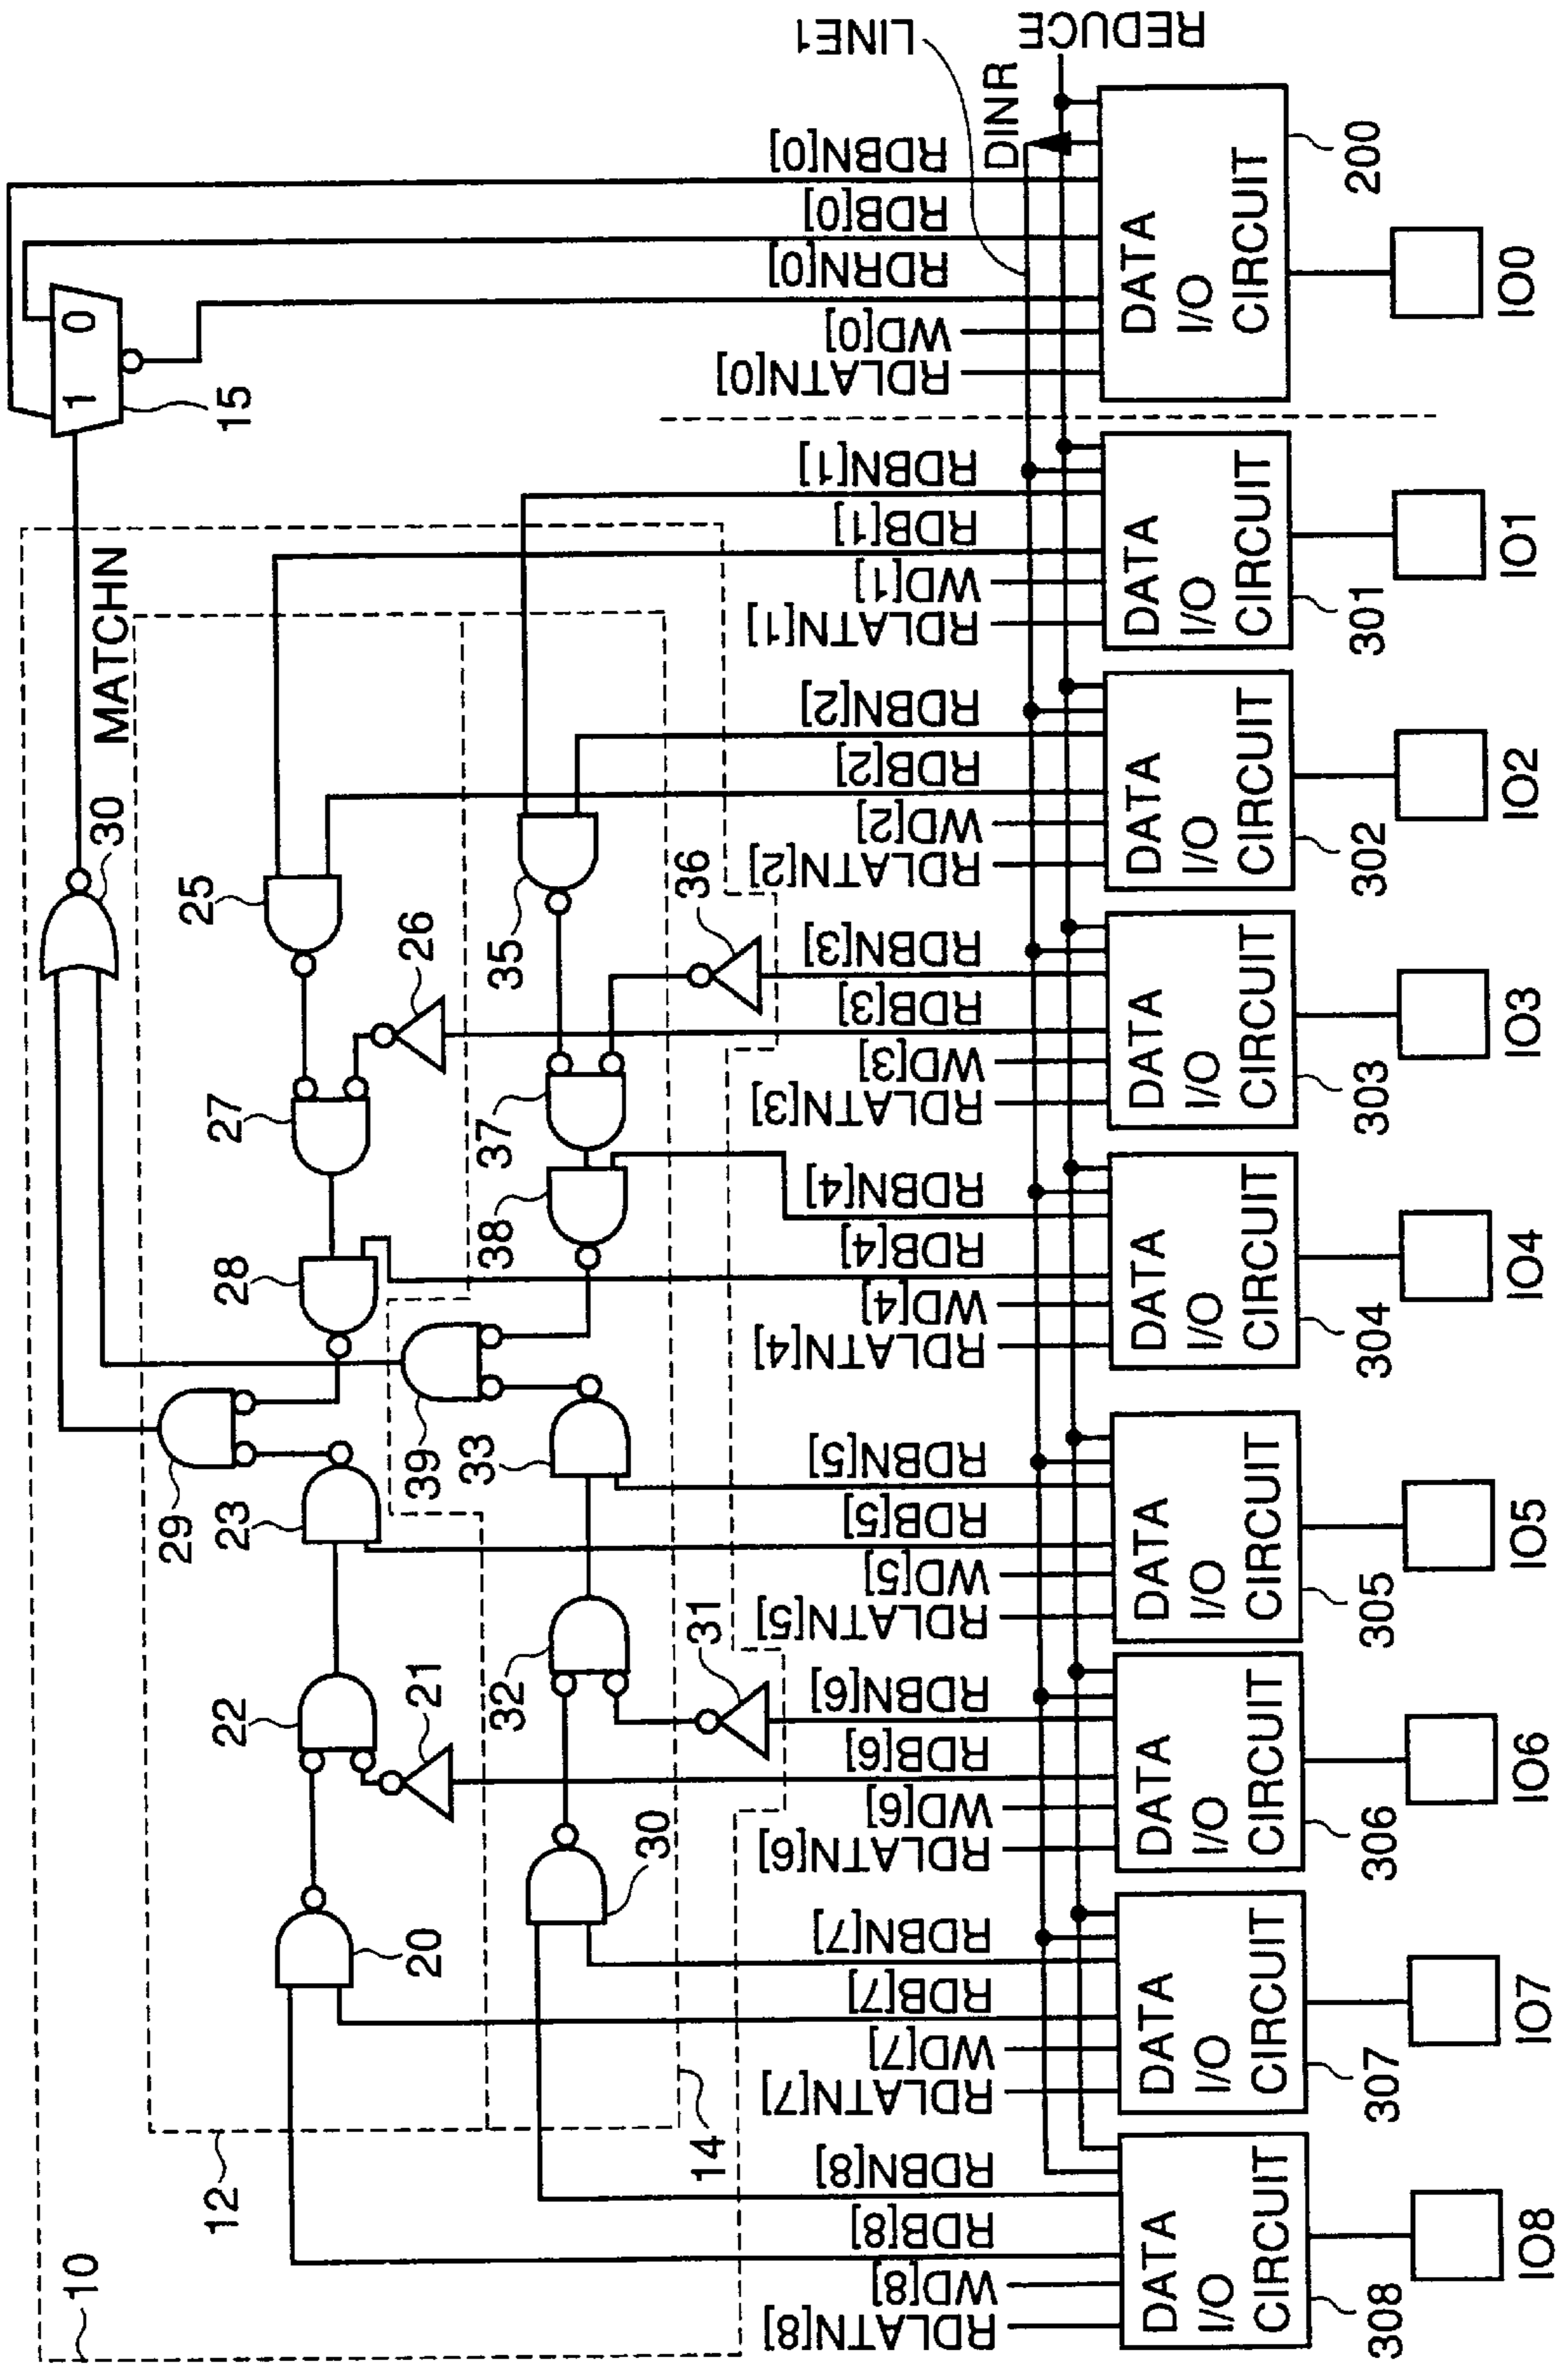 10
12
14
20
21
22
23
29
28
27
26
25
30
MATCHN
15
1
0
30
31
32
33
39
38
37
36
35
LINE1
DINR
REDUCE
RDLATN[8]
WD[8]
RDB[8]
RDBN[8]
RDLATN[7]
WD[7]
RDB[7]
RDBN[7]
RDLATN[6]
WD[6]
RDB[6]
RDBN[6]
RDLATN[5]
WD[5]
RDB[5]
RDBN[5]
RDLATN[4]
WD[4]
RDB[4]
RDBN[4]
RDLATN[3]
WD[3]
RDB[3]
RDBN[3]
RDLATN[2]
WD[2]
RDB[2]
RDBN[2]
RDLATN[1]
WD[1]
RDB[1]
RDBN[1]
RDLATN[0]
WD[0]
RDRN[0]
RDB[0]
RDBN[0]
DATA
I/O
CIRCUIT
308
IO8
DATA
I/O
CIRCUIT
307
IO7
DATA
I/O
CIRCUIT
306
IO6
DATA
I/O
CIRCUIT
305
IO5
DATA
I/O
CIRCUIT
304
IO4
DATA
I/O
CIRCUIT
303
IO3
DATA
I/O
CIRCUIT
302
IO2
DATA
I/O
CIRCUIT
301
IO1
DATA
I/O
CIRCUIT
200
IO0